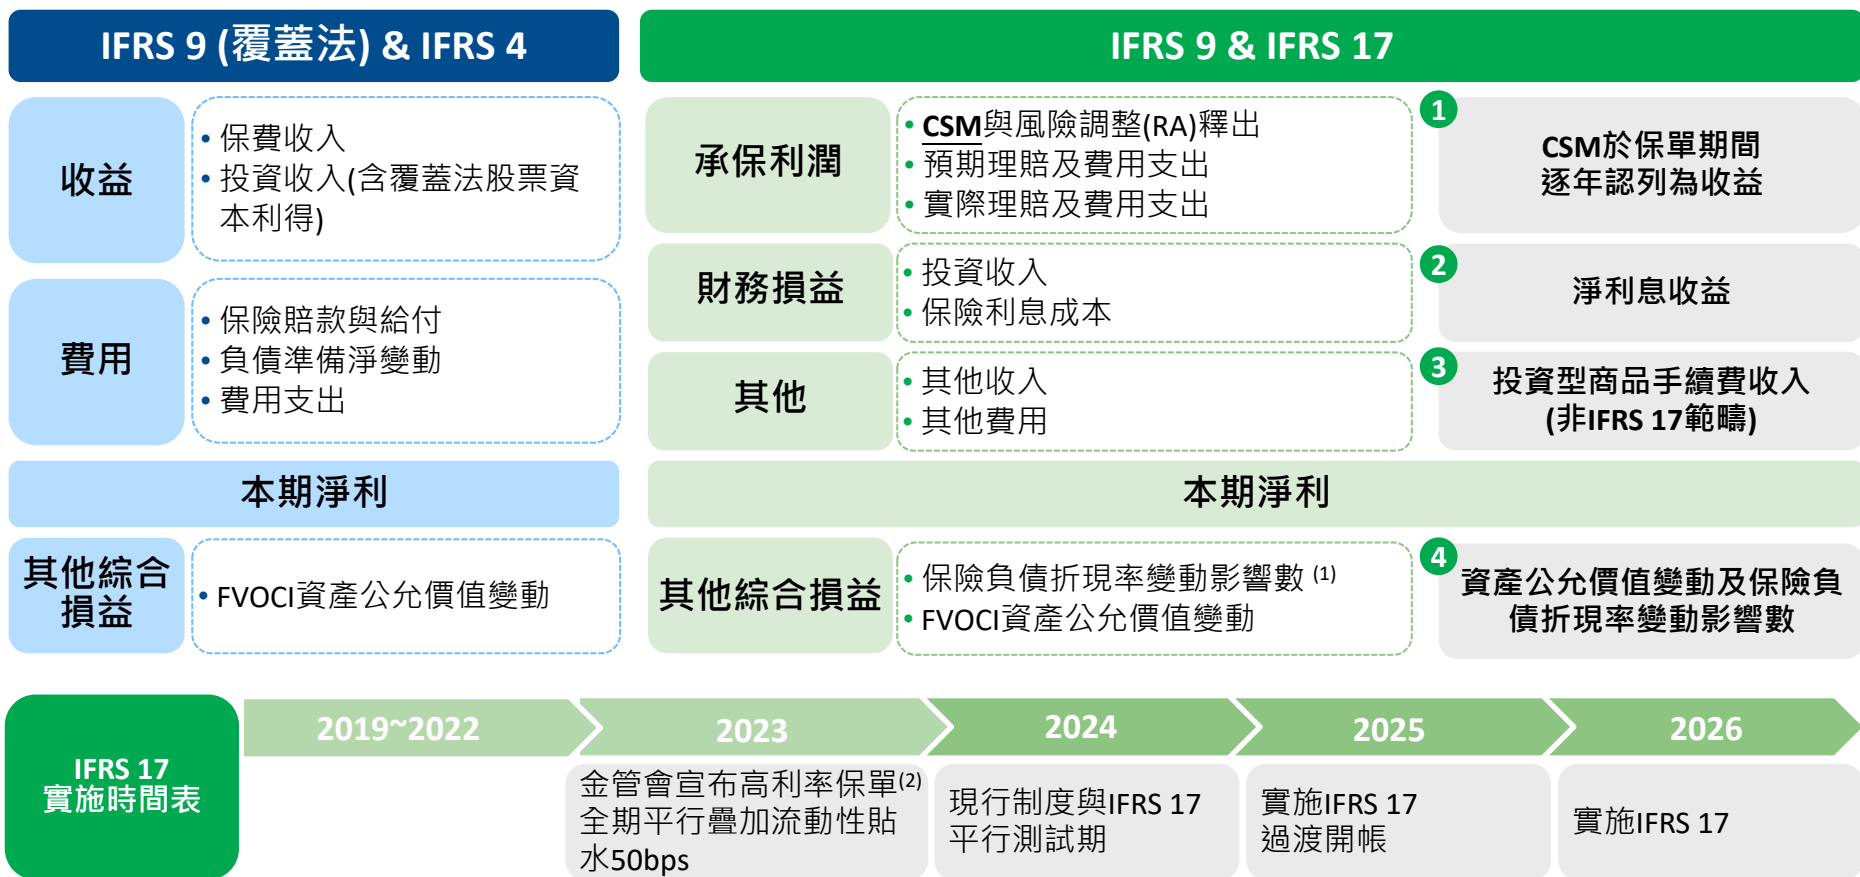 IFRS 9 (覆蓋法) & IFRS 4
收益
• 保費收入
• 投資收入(含覆蓋法股票資
本利得)
費用
• 保險賠款與給付
• 負債準備淨變動
• 費用支出
本期淨利
其他綜合
損益
• FVOCI資產公允價值變動
IFRS 9 & IFRS 17
承保利潤
• CSM與風險調整(RA)釋出
• 預期理賠及費用支出
• 實際理賠及費用支出
1
CSM於保單期間
逐年認列為收益
財務損益
• 投資收入
• 保險利息成本
2
淨利息收益
其他
• 其他收入
• 其他費用
3
投資型商品手續費收入
(非IFRS 17範疇)
本期淨利
其他綜合損益
• 保險負債折現率變動影響數 (1)
• FVOCI資產公允價值變動
4
資產公允價值變動及保險負
債折現率變動影響數
IFRS 17
實施時間表
2019~2022
2023
金管會宣布高利率保單(2)
全期平行疊加流動性貼
水50bps
2024
現行制度與IFRS 17
平行測試期
2025
實施IFRS 17
過渡開帳
2026
實施IFRS 17